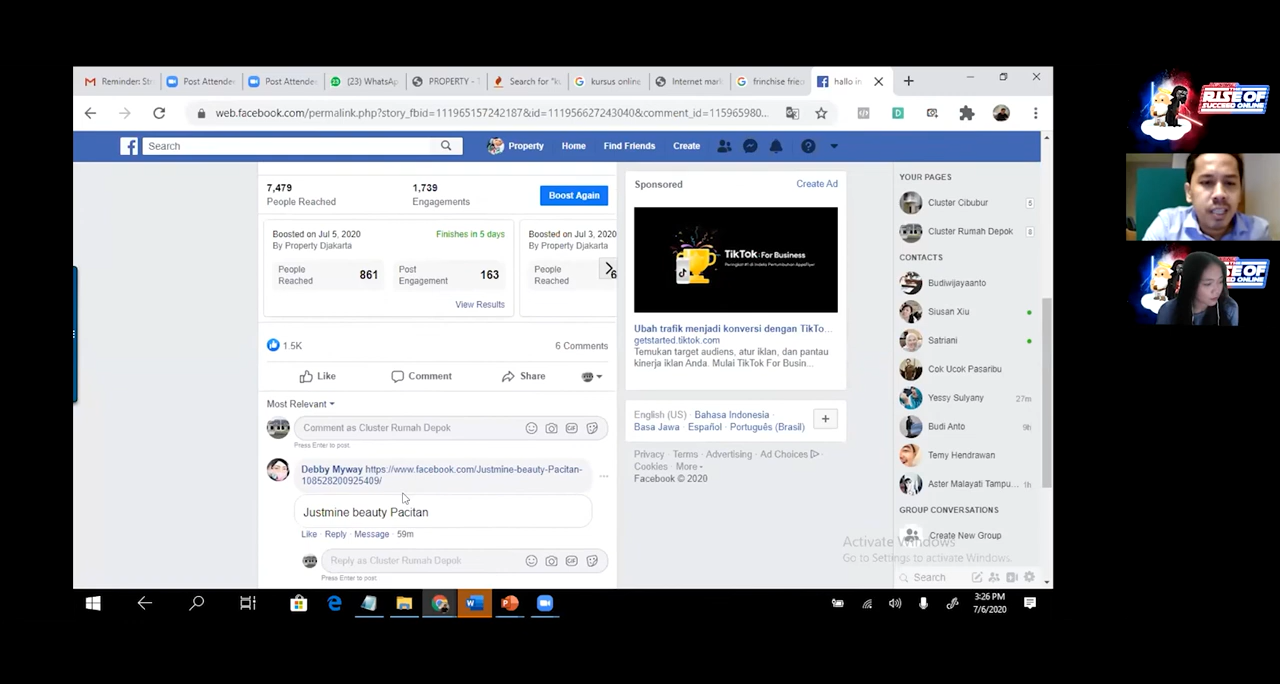 Reminder: St
Post Attende
Post Attende
(23) WhatsA
PROPERTY - T
Search for "k
kursus online
Internet mar
frinchise frie
hallo in
web.facebook.com/permalink.php?story_fbid=111965157242187&id=111956627243040&comment_id=115965980...
Search
Property
Home
Find Friends
Create
7,479
People Reached
1,739
Engagements
Boost Again
Boosted on Jul 5, 2020
By Property Djakarta
Finishes in 5 days
People
Reached
861
Post
Engagement
163
View Results
Boosted on Jul 3, 2020
By Property Djakarta
People
Reached
6
1.5K
6 Comments
Like
Comment
Share
Most Relevant
Comment as Cluster Rumah Depok
Press Enter to post.
Debby Myway https://www.facebook.com/Justmine-beauty-Pacitan-
108528200925409/
Justmine beauty Pacitan
Like · Reply · Message · 59m
Reply as Cluster Rumah Depok
Press Enter to post.
Sponsored
Create Ad
TikTok: For Business
Ubah trafik menjadi konversi dengan TikTo...
getstarted.tiktok.com
Temukan target audiens, atur iklan, dan pantau
kinerja iklan Anda. Mulai TikTok For Busin...
English (US) · Bahasa Indonesia ·
Basa Jawa · Español · Português (Brasil)
Privacy · Terms · Advertising · Ad Choices
Cookies · More
Facebook © 2020
YOUR PAGES
Cluster Cibubur
5
Cluster Rumah Depok
8
CONTACTS
Budiwijayaanto
Siusan Xiu
Satriani
Cok Ucok Pasaribu
Yessy Sulyany
27m
Budi Anto
9h
Temy Hendrawan
Aster Malayati Tampu...
1h
GROUP CONVERSATIONS
Create New Group
Activate Windows
Go to Settings to activate Windows.
Search
3:26 PM
7/6/2020
RISE OF
SUCCEED ONLINE